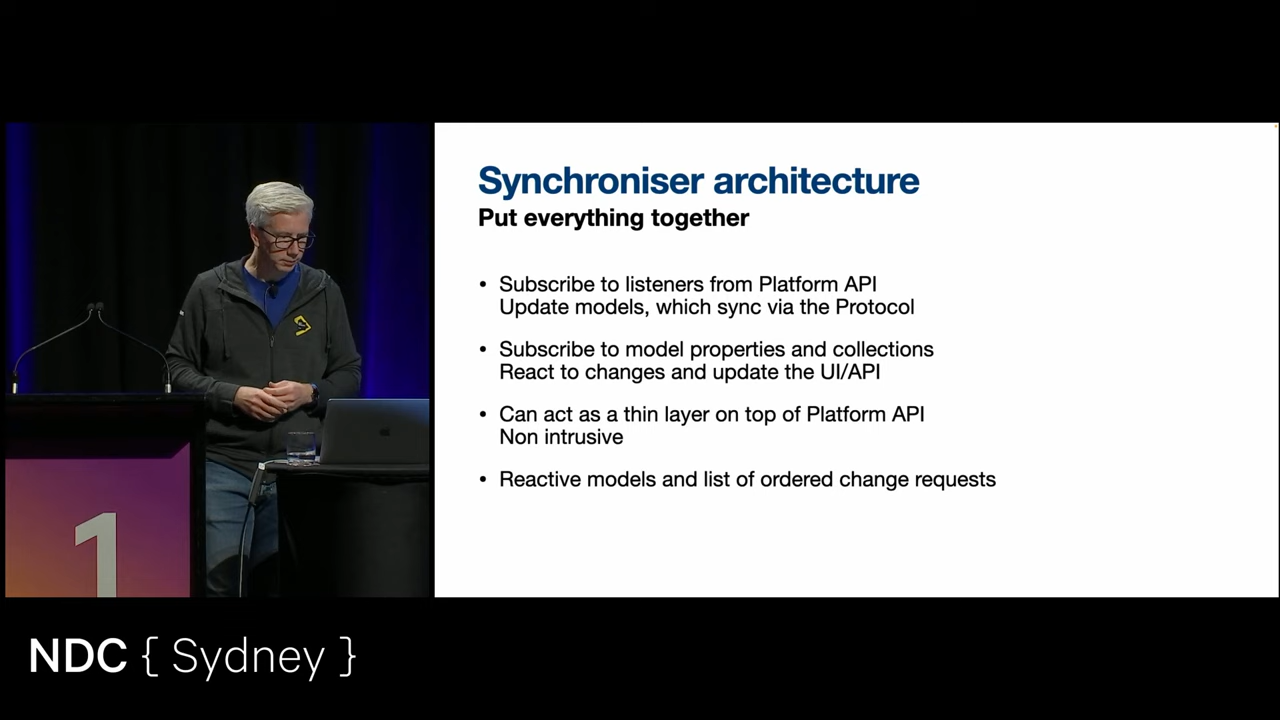 Synchroniser architecture
Put everything together
• Subscribe to listeners from Platform API
Update models, which sync via the Protocol
• Subscribe to model properties and collections
React to changes and update the UI/API
• Can act as a thin layer on top of Platform API
Non intrusive
• Reactive models and list of ordered change requests
1
NDC { Sydney }